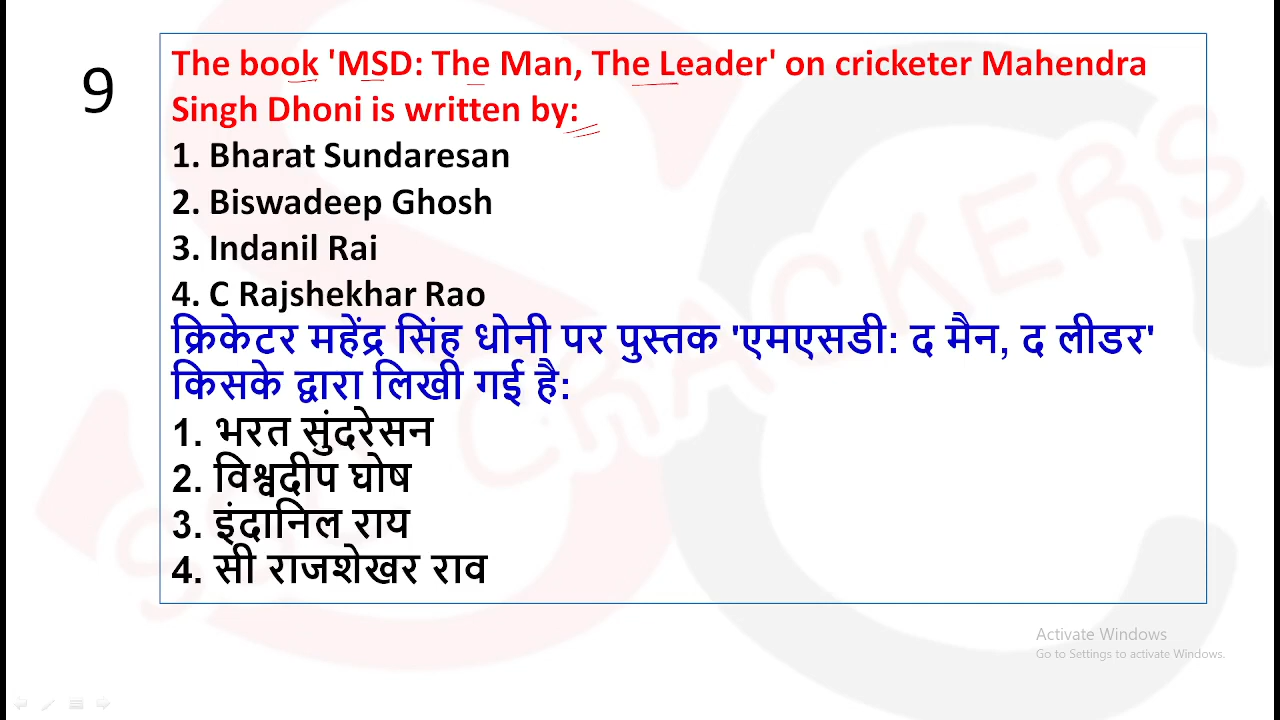 9
The book 'MSD: The Man, The Leader' on cricketer Mahendra
Singh Dhoni is written by:
1. Bharat Sundaresan
2. Biswadeep Ghosh
3. Indanil Rai
4. C Rajshekhar Rao
क्रिकेटर महेंद्र सिंह धोनी पर पुस्तक 'एमएसडी: द मैन, द लीडर'
किसके द्वारा लिखी गई है:
1. भरत सुंदरेसन
2. विश्वदीप घोष
3. इंदानिल राय
4. सी राजशेखर राव
CRACKERS
Activate Windows
Go to Settings to activate Windows.